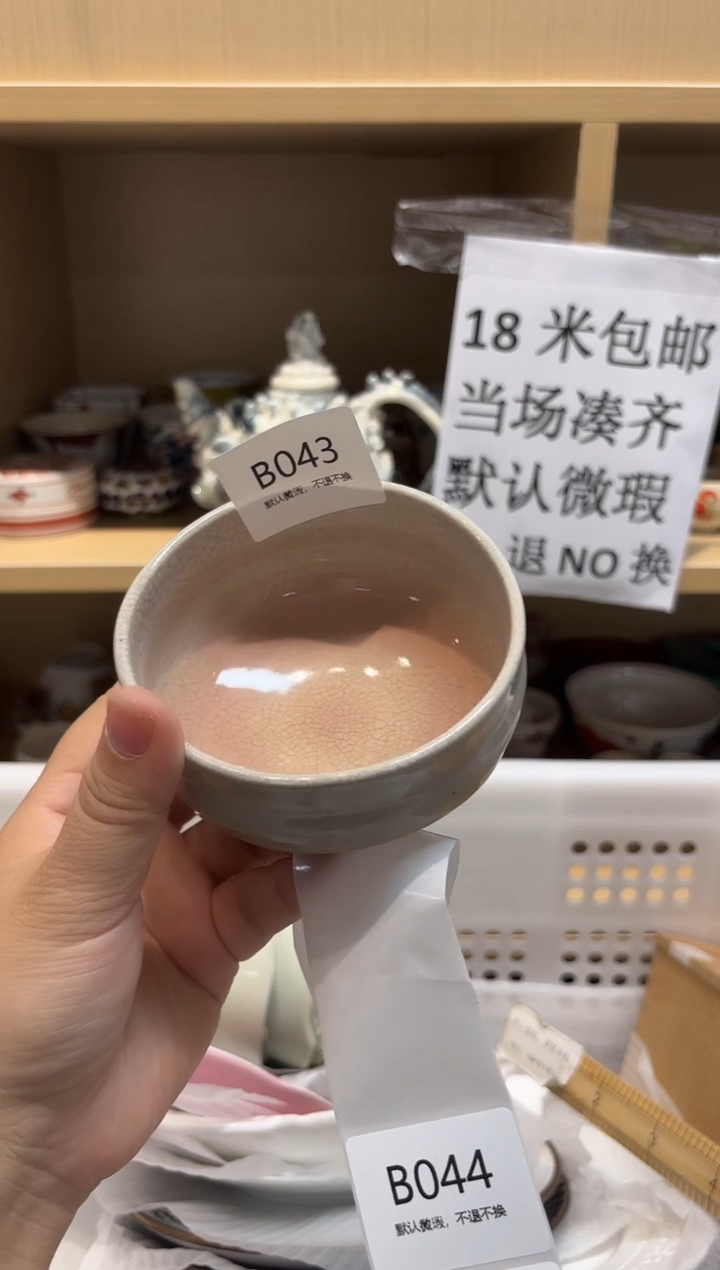 18 米包邮
当场凑齐
默认微瑕
退 NO 换
B043
默认微瑕，不退不换
B044
默认微瑕，不退不换